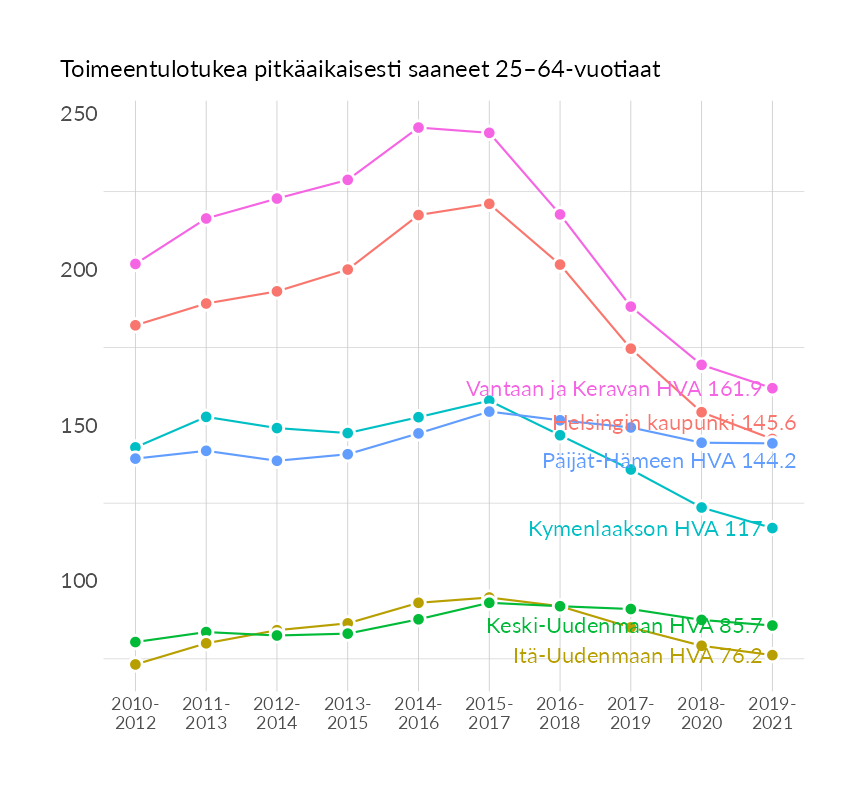 Toimeentulotukea pitkäaikaisesti saaneet 25–64-vuotiaat
250
200
150
100
Vantaan ja Keravan HVA 161.9
Helsingin kaupunki 145.6
Päijät-Hämeen HVA 144.2
Kymenlaakson HVA 117
Keski-Uudenmaan HVA 85.7
Itä-Uudenmaan HVA 76.2
2010- 2011- 2012- 2013- 2014- 2015- 2016- 2017- 2018- 2019-
2012 2013 2014 2015 2016 2017 2018 2019 2020 2021